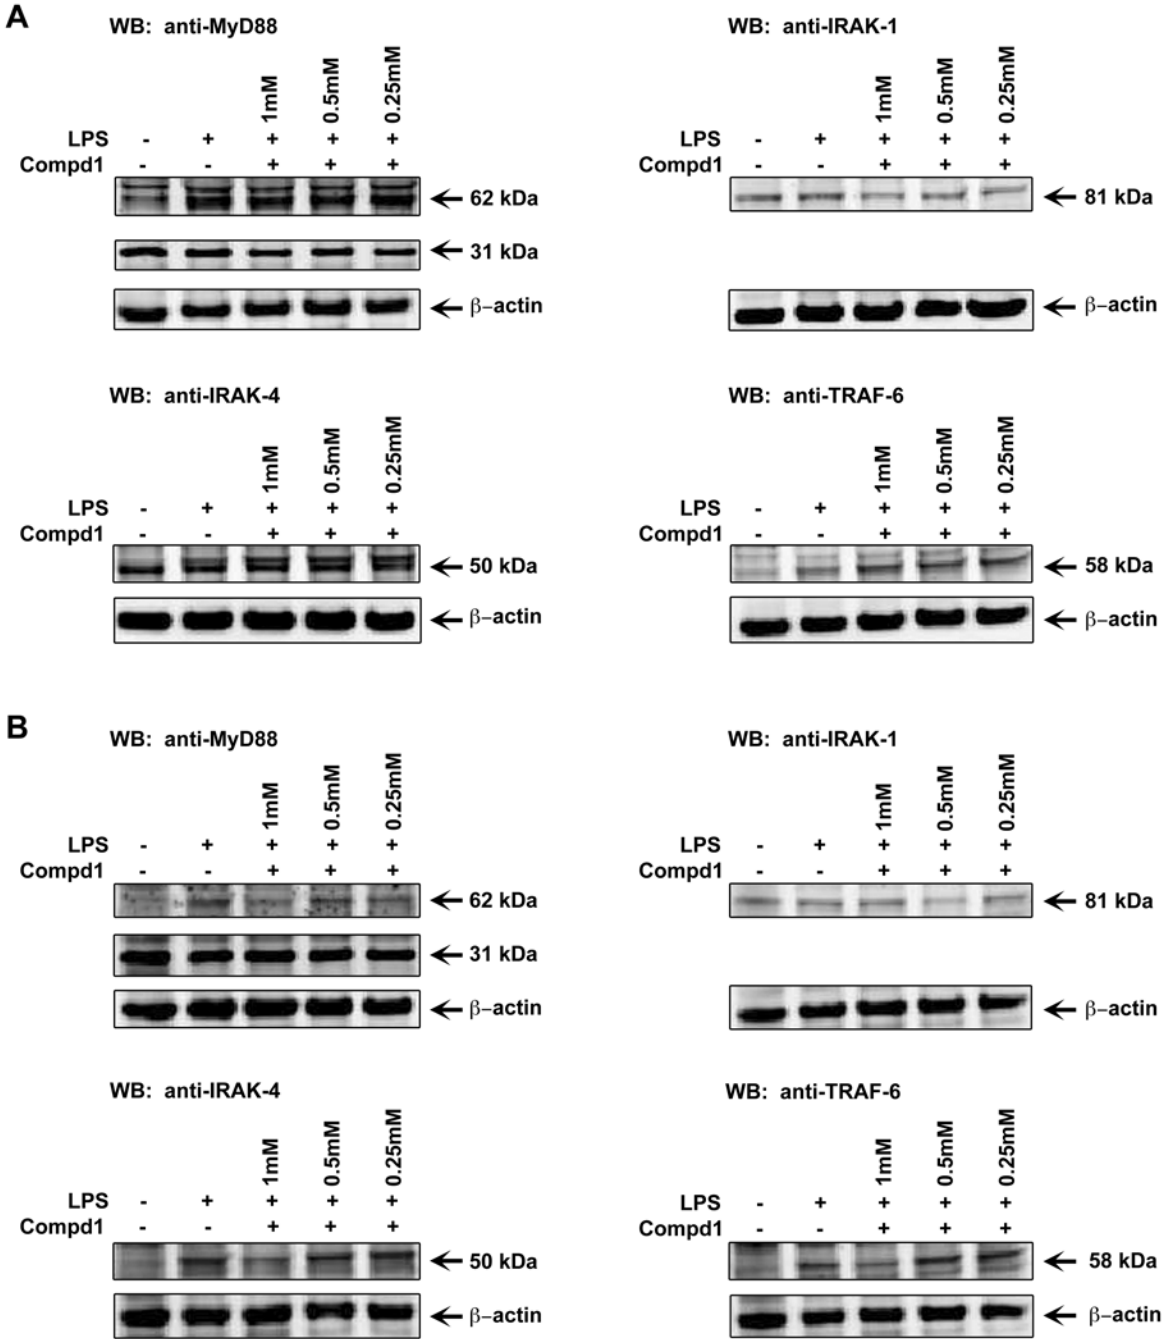 A
WB: anti-MyD88
1mM 0.5mM 0.25mM
LPS - + + + +
Compd1 - - + + +
62 kDa
31 kDa
β–actin
WB: anti-IRAK-1
1mM 0.5mM 0.25mM
LPS - + + + +
Compd1 - - + + +
81 kDa
β–actin
WB: anti-IRAK-4
1mM 0.5mM 0.25mM
LPS - + + + +
Compd1 - - + + +
50 kDa
β–actin
WB: anti-TRAF-6
1mM 0.5mM 0.25mM
LPS - + + + +
Compd1 - - + + +
58 kDa
β–actin
B
WB: anti-MyD88
1mM 0.5mM 0.25mM
LPS - + + + +
Compd1 - - + + +
62 kDa
31 kDa
β–actin
WB: anti-IRAK-1
1mM 0.5mM 0.25mM
LPS - + + + +
Compd1 - - + + +
81 kDa
β–actin
WB: anti-IRAK-4
1mM 0.5mM 0.25mM
LPS - + + + +
Compd1 - - + + +
50 kDa
β–actin
WB: anti-TRAF-6
1mM 0.5mM 0.25mM
LPS - + + + +
Compd1 - - + + +
58 kDa
β–actin